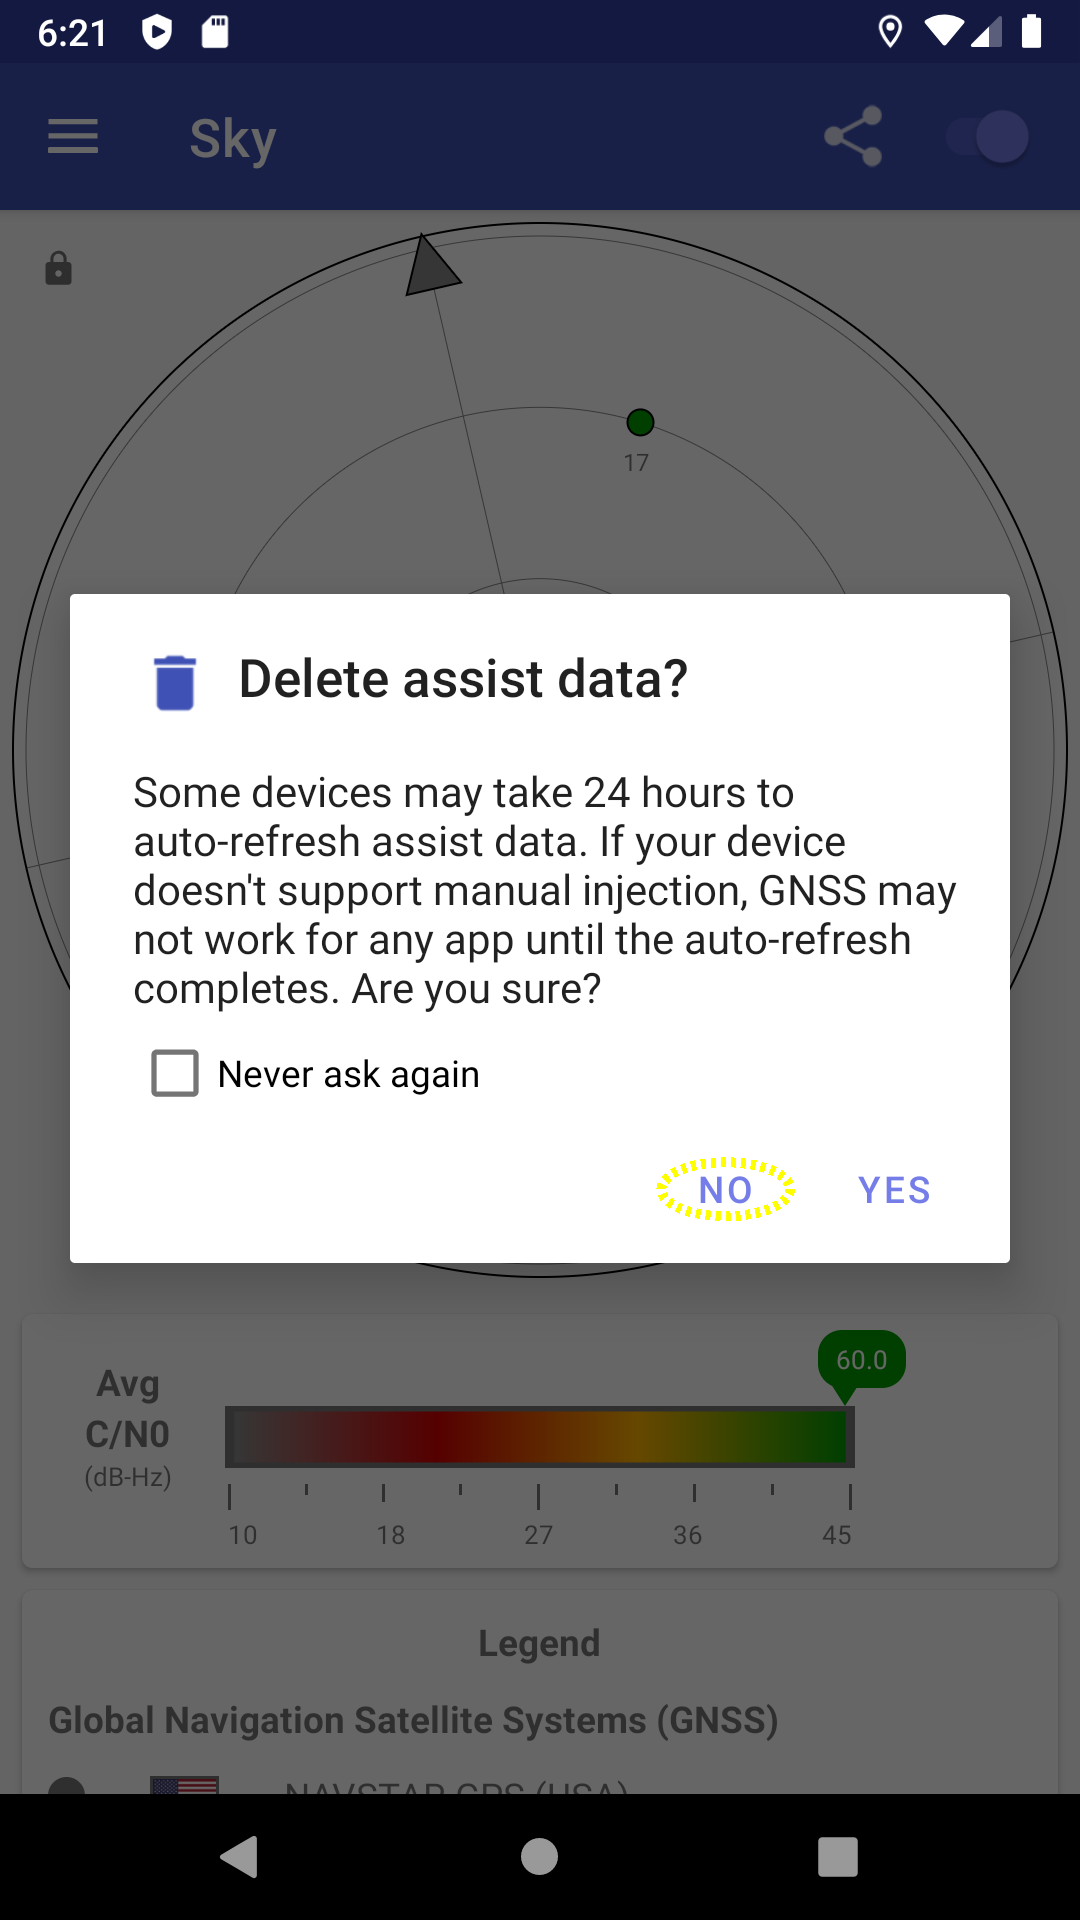 6:21
Sky
17
Delete assist data?
Some devices may take 24 hours to
auto-refresh assist data. If your device
doesn't support manual injection, GNSS may
not work for any app until the auto-refresh
completes. Are you sure?
Never ask again
NO YES
60.0
Avg
C/N0
(dB-Hz)
10 18 27 36 45
Legend
Global Navigation Satellite Systems (GNSS)
NAVSTAR GPS (USA)